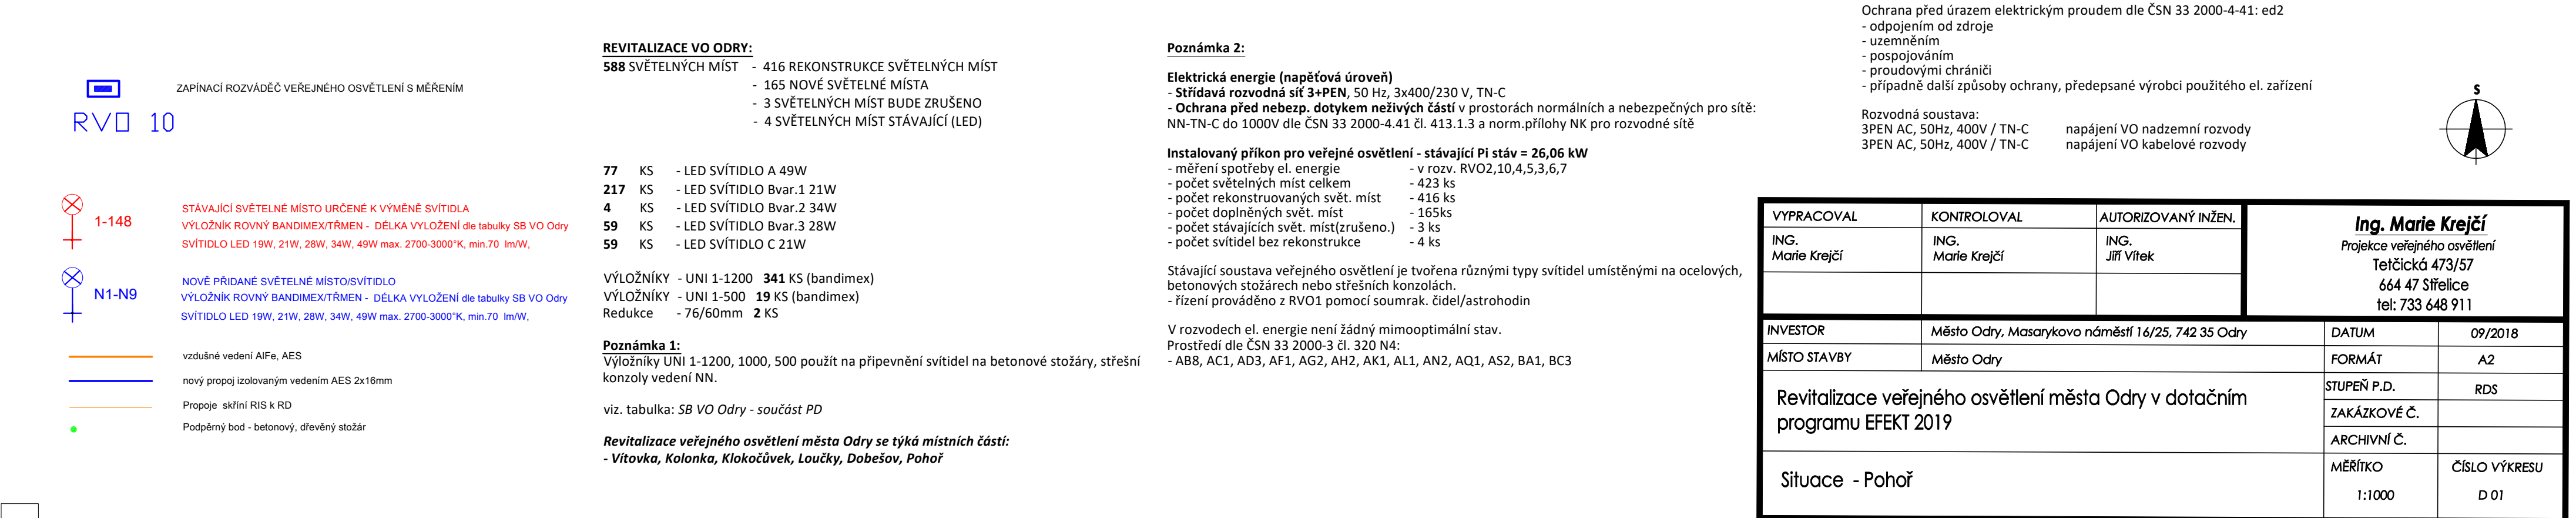 ZAPÍNACÍ ROZVÁDĚČ VEŘEJNÉHO OSVĚTLENÍ S MĚŘENÍM
RVO 10
1-148
STÁVAJÍCÍ SVĚTELNÉ MÍSTO URČENÉ K VÝMĚNĚ SVÍTIDLA
VÝLOŽNÍK ROVNÝ BANDIMEX/TŘMEN - DÉLKA VYLOŽENÍ dle tabulky SB VO Odry
SVÍTIDLO LED 19W, 21W, 28W, 34W, 49W max. 2700-3000°K, min.70 lm/W,
N1-N9
NOVĚ PŘIDANÉ SVĚTELNÉ MÍSTO/SVÍTIDLO
VÝLOŽNÍK ROVNÝ BANDIMEX/TŘMEN - DÉLKA VYLOŽENÍ dle tabulky SB VO Odry
SVÍTIDLO LED 19W, 21W, 28W, 34W, 49W max. 2700-3000°K, min.70 lm/W,
vzdušné vedení AlFe, AES
nový propoj izolovaným vedením AES 2x16mm
Propoje skříní RIS k RD
Podpěrný bod - betonový, dřevěný stožár
REVITALIZACE VO ODRY:
588 SVĚTELNÝCH MÍST - 416 REKONSTRUKCE SVĚTELNÝCH MÍST
- 165 NOVÉ SVĚTELNÉ MÍSTA
- 3 SVĚTELNÝCH MÍST BUDE ZRUŠENO
- 4 SVĚTELNÝCH MÍST STÁVAJÍCÍ (LED)
77 KS - LED SVÍTIDLO A 49W
217 KS - LED SVÍTIDLO Bvar.1 21W
4 KS - LED SVÍTIDLO Bvar.2 34W
59 KS - LED SVÍTIDLO Bvar.3 28W
59 KS - LED SVÍTIDLO C 21W
VÝLOŽNÍKY - UNI 1-1200 341 KS (bandimex)
VÝLOŽNÍKY - UNI 1-500 19 KS (bandimex)
Redukce - 76/60mm 2 KS
Poznámka 1:
Výložníky UNI 1-1200, 1000, 500 použít na připevnění svítidel na betonové stožáry, střešní
konzoly vedení NN.
viz. tabulka: SB VO Odry - součást PD
Revitalizace veřejného osvětlení města Odry se týká místních částí:
- Vítovka, Kolonka, Klokočůvek, Loučky, Dobešov, Pohoř
Poznámka 2:
Elektrická energie (napěťová úroveň)
- Střídavá rozvodná síť 3+PEN, 50 Hz, 3x400/230 V, TN-C
- Ochrana před nebezp. dotykem neživých částí v prostorách normálních a nebezpečných pro sítě:
NN-TN-C do 1000V dle ČSN 33 2000-4.41 čl. 413.1.3 a norm.přílohy NK pro rozvodné sítě
Instalovaný příkon pro veřejné osvětlení - stávající Pi stáv = 26,06 kW
- měření spotřeby el. energie - v rozv. RVO2,10,4,5,3,6,7
- počet světelných míst celkem - 423 ks
- počet rekonstruovaných svět. míst - 416 ks
- počet doplněných svět. míst - 165ks
- počet stávajících svět. míst(zrušeno.) - 3 ks
- počet svítidel bez rekonstrukce - 4 ks
Stávající soustava veřejného osvětlení je tvořena různými typy svítidel umístěnými na ocelových,
betonových stožárech nebo střešních konzolách.
- řízení prováděno z RVO1 pomocí soumrak. čidel/astrohodin
V rozvodech el. energie není žádný mimooptimální stav.
Prostředí dle ČSN 33 2000-3 čl. 320 N4:
- AB8, AC1, AD3, AF1, AG2, AH2, AK1, AL1, AN2, AQ1, AS2, BA1, BC3
Ochrana před úrazem elektrickým proudem dle ČSN 33 2000-4-41: ed2
- odpojením od zdroje
- uzemněním
- pospojováním
- proudovými chrániči
- případně další způsoby ochrany, předepsané výrobci použitého el. zařízení
Rozvodná soustava:
3PEN AC, 50Hz, 400V / TN-C napájení VO nadzemní rozvody
3PEN AC, 50Hz, 400V / TN-C napájení VO kabelové rozvody
S
VYPRACOVAL KONTROLOVAL AUTORIZOVANÝ INŽEN.
ING. ING. ING.
Marie Krejčí Marie Krejčí Jiří Vítek
Ing. Marie Krejčí
Projekce veřejného osvětlení
Tetčická 473/57
664 47 Střelice
tel: 733 648 911
INVESTOR Město Odry, Masarykovo náměstí 16/25, 742 35 Odry DATUM 09/2018
MÍSTO STAVBY Město Odry FORMÁT A2
Revitalizace veřejného osvětlení města Odry v dotačním
programu EFEKT 2019
STUPEŇ P.D. RDS
ZAKÁZKOVÉ Č.
ARCHIVNÍ Č.
Situace - Pohoř
MĚŘÍTKO ČÍSLO VÝKRESU
1:1000 D 01